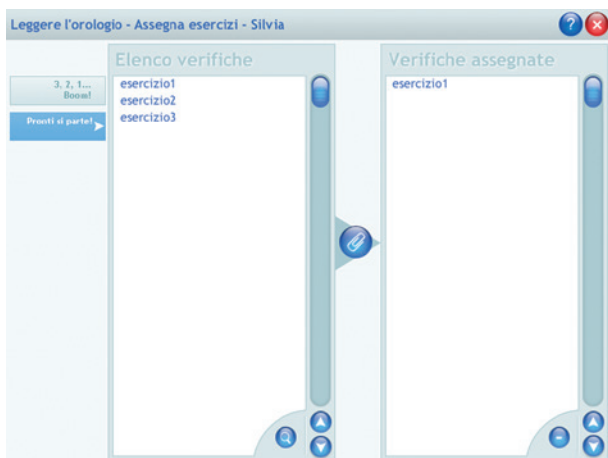 Leggere l'orologio - Assegna esercizi - Silvia
?
Elenco verifiche
Verifiche assegnate
3, 2, 1...
Boom!
Pronti si parte!
esercizio1
esercizio2
esercizio3
esercizio1